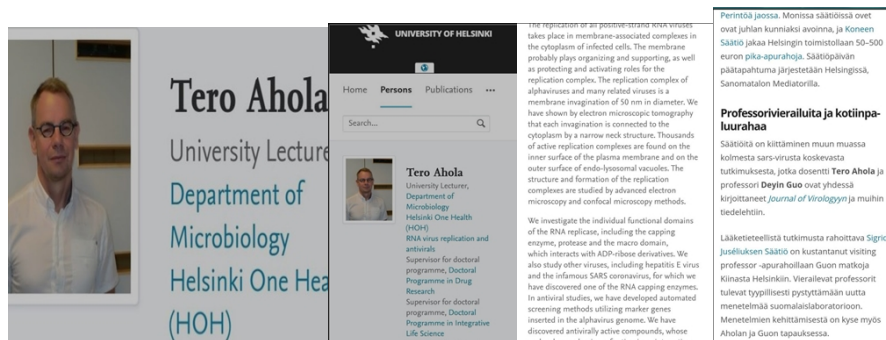 Tero Ahola
University Lecture
Department of
Microbiology
Helsinki One Hea
(HOH)
UNIVERSITY OF HELSINKI
Home Persons Publications •••
Search...
Tero Ahola
University Lecturer,
Department of
Microbiology
Helsinki One Health
(HOH)
RNA virus replication and
antivirals
Supervisor for doctoral
programme, Doctoral
Programme in Drug
Research
Supervisor for doctoral
programme, Doctoral
Programme in Integrative
Life Science
The replication of all positive-strand RNA viruses
takes place in membrane-associated complexes in
the cytoplasm of infected cells. The membrane
probably plays organizing and supporting, as well
as protecting and activating roles for the
replication complex. The replication complex of
alphaviruses and many related viruses is a
membrane invagination of 50 nm in diameter. We
have shown by electron microscopic tomography
that each invagination is connected to the
cytoplasm by a narrow neck structure. Thousands
of active replication complexes are found on the
inner surface of the plasma membrane and on the
outer surface of endo-lysosomal vacuoles. The
structure and formation of the replication
complexes are studied by advanced electron
microscopy and confocal microscopy methods.
We investigate the individual functional domains
of the RNA replicase, including the capping
enzyme, protease and the macro domain,
which interacts with ADP-ribose derivatives. We
also study other viruses, including hepatitis E virus
and the infamous SARS coronavirus, for which we
have discovered one of the RNA capping enzymes.
In antiviral studies, we have developed automated
screening methods utilizing marker genes
inserted in the alphavirus genome. We have
discovered antivirally active compounds, whose
Perintöä jaossa. Monissa säätiöissä ovet
ovat juhlan kunniaksi avoinna, ja Koneen
Säätiö jakaa Helsingin toimistollaan 50–500
euron pika-apurahoja. Säätiöpäivän
päätapahtuma järjestetään Helsingissä,
Sanomatalon Mediatorilla.
Professorivierailuita ja kotiinpa-
luurahaa
Säätiöitä on kiittäminen muun muassa
kolmesta sars-virusta koskevasta
tutkimuksesta, jotka dosentti Tero Ahola ja
professori Deyin Guo ovat yhdessä
kirjoittaneet Journal of Virologyyn ja muihin
tiedelehtiin.
Lääketieteellistä tutkimusta rahoittava Sigrid
Juséliuksen Säätiö on kustantanut visiting
professor -apurahoillaan Guon matkoja
Kiinasta Helsinkiin. Vierailevat professorit
tulevat tyypillisesti pystyttämään uutta
menetelmää suomalaislaboratorioon.
Menetelmien kehittämisestä on kyse myös
Aholan ja Guon tapauksessa.